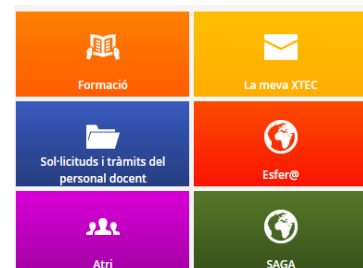 Formació
La meva XTEC
Sol·licituds i tràmits del
personal docent
Esfer@
Atri
SAGA